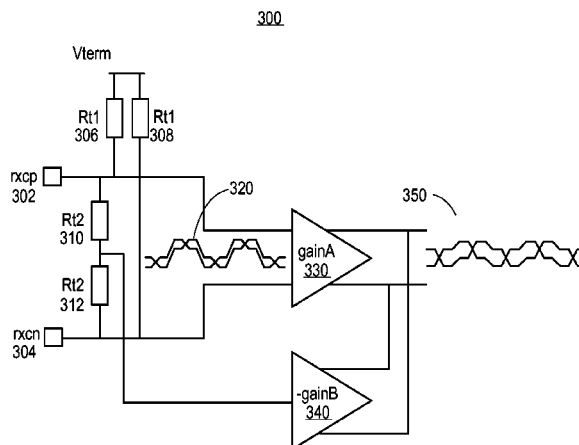 300
Vterm
Rt1
306
Rt1
308
rxcp
302
320
350
Rt2
310
gainA
330
Rt2
312
rxcn
304
-gainB
340